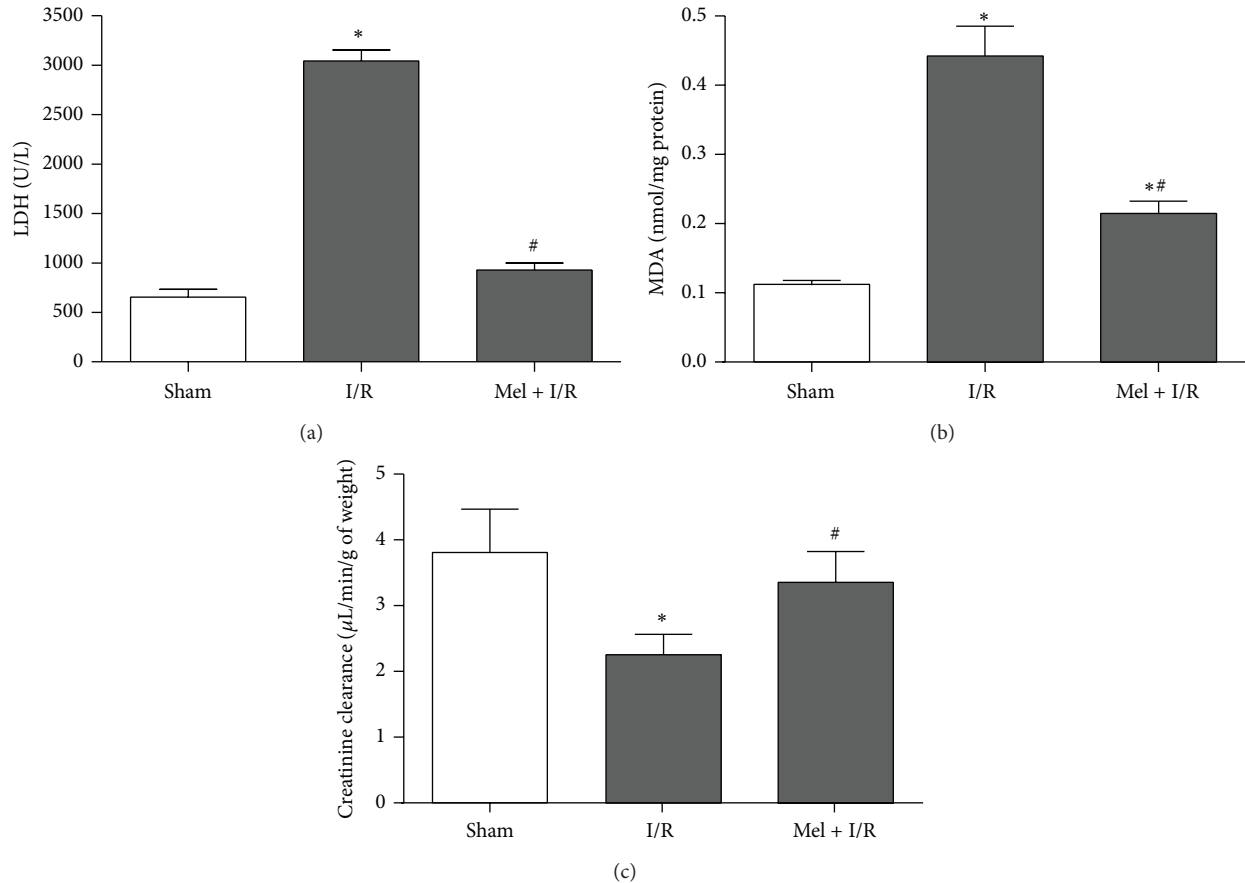 LDH (U/L)
3500
3000
2500
2000
1500
1000
500
0
*
#
Sham
I/R
Mel + I/R
(a)
MDA (nmol/mg protein)
0.5
0.4
0.3
0.2
0.1
0.0
*
*#
Sham
I/R
Mel + I/R
(b)
Creatinine clearance (µL/min/g of weight)
5
4
3
2
1
0
*
#
Sham
I/R
Mel + I/R
(c)